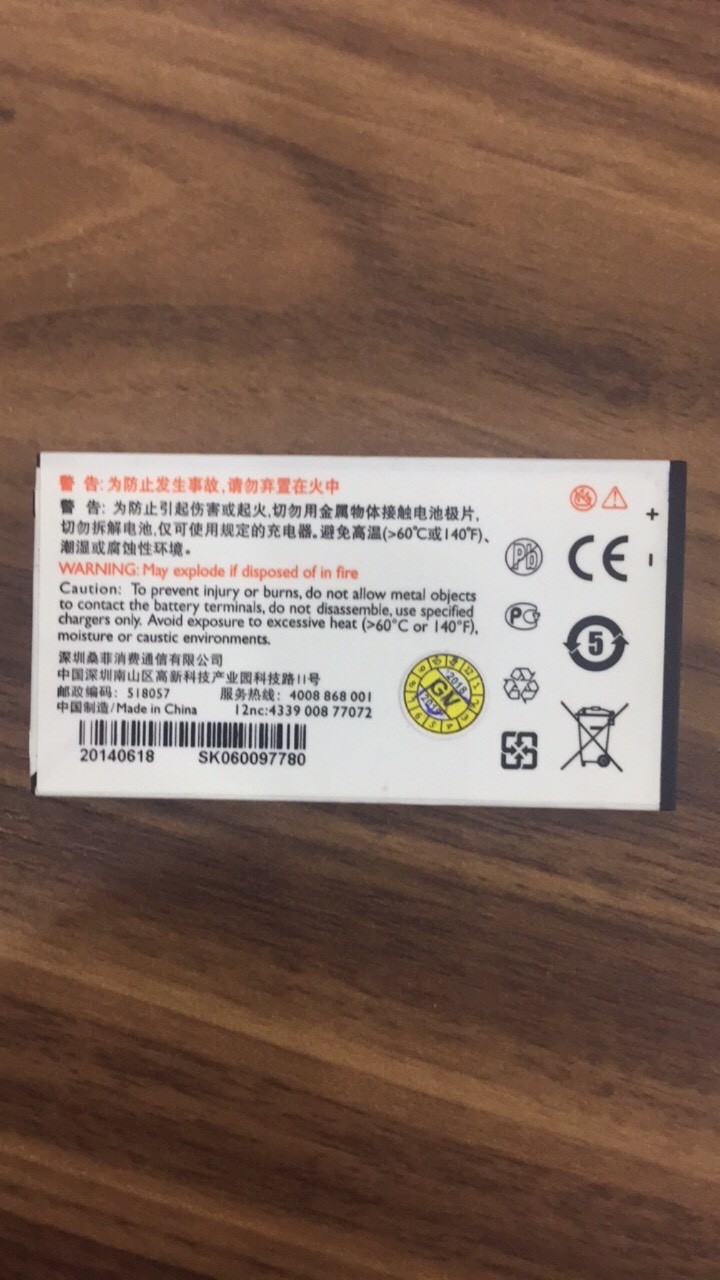 警 告: 为防止发生事故,请勿弃置在火中
警 告: 为防止引起伤害或起火,切勿用金属物体接触电池极片,
切勿拆解电池,仅可使用规定的充电器。避免高温(>60℃或140℉)、
潮湿或腐蚀性环境。
WARNING: May explode if disposed of in fire
Caution: To prevent injury or burns, do not allow metal objects
to contact the battery terminals, do not disassemble, use specified
chargers only. Avoid exposure to excessive heat (>60°C or 140°F),
moisture or caustic environments.
深圳桑菲消费通信有限公司
中国深圳南山区高新科技产业园科技路11号
邮政编码: 518057 服务热线: 4008 868 001
中国制造/Made in China 12nc:4339 008 77072
20140618 SK060097780
2018
GN
+
-
Pb
CE
PC
5